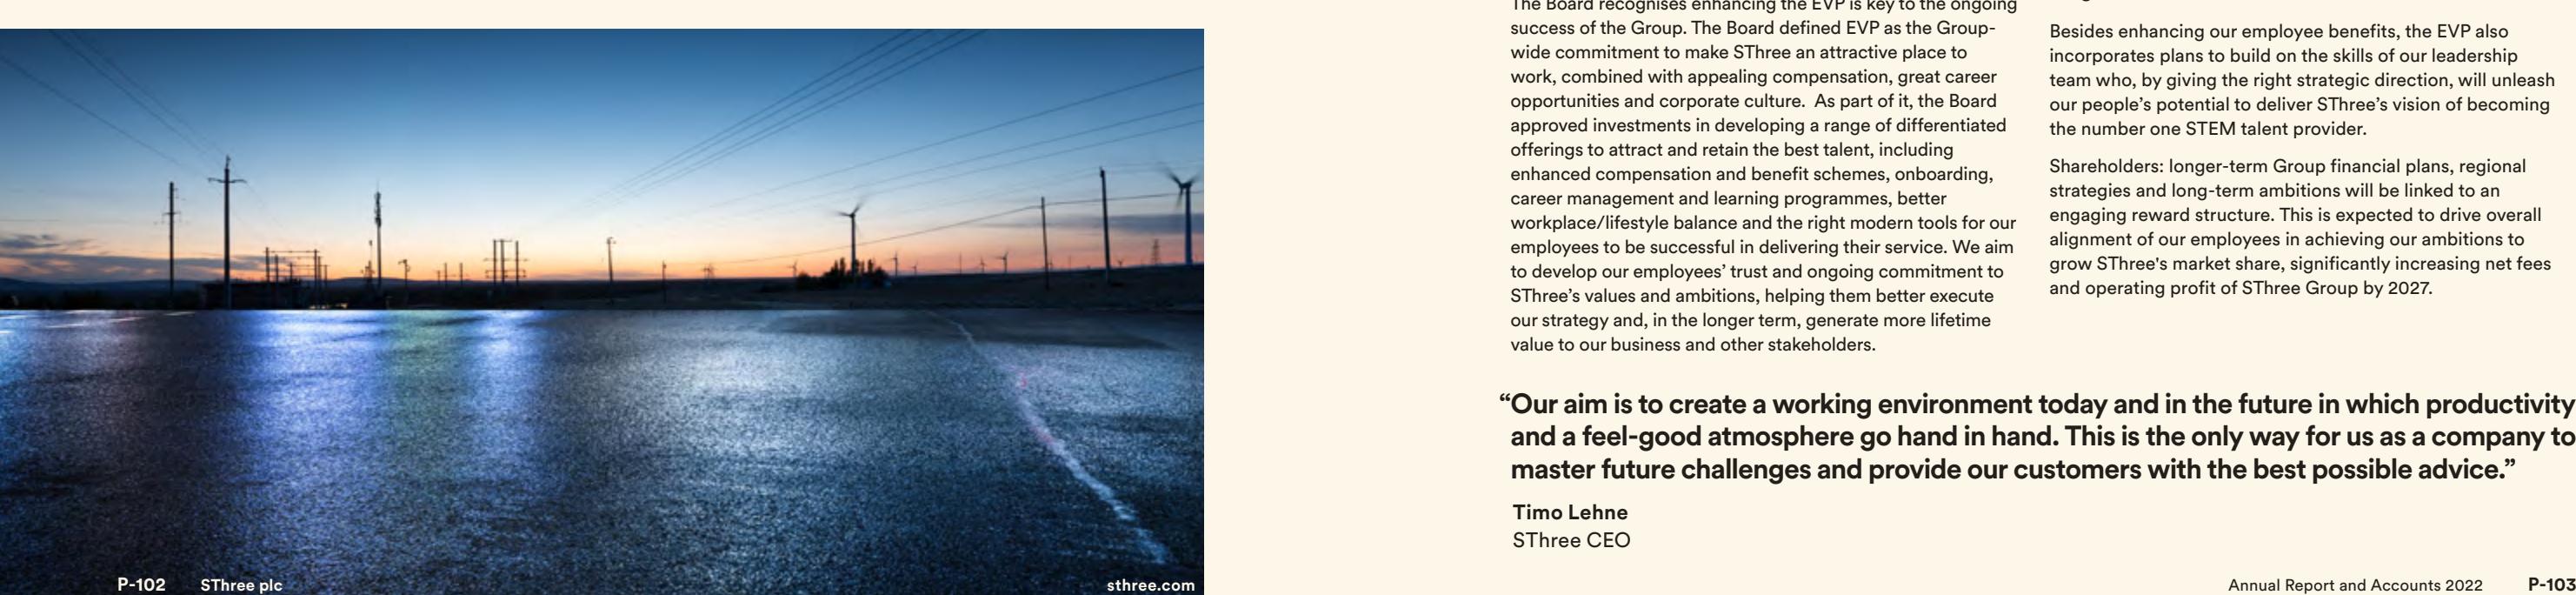 The Board recognises enhancing the EVP is key to the ongoing
success of the Group. The Board defined EVP as the Group-
wide commitment to make SThree an attractive place to
work, combined with appealing compensation, great career
opportunities and corporate culture.  As part of it, the Board
approved investments in developing a range of differentiated
offerings to attract and retain the best talent, including
enhanced compensation and benefit schemes, onboarding,
career management and learning programmes, better
workplace/lifestyle balance and the right modern tools for our
employees to be successful in delivering their service. We aim
to develop our employees’ trust and ongoing commitment to
SThree’s values and ambitions, helping them better execute
our strategy and, in the longer term, generate more lifetime
value to our business and other stakeholders.
Besides enhancing our employee benefits, the EVP also
incorporates plans to build on the skills of our leadership
team who, by giving the right strategic direction, will unleash
our people’s potential to deliver SThree’s vision of becoming
the number one STEM talent provider.
Shareholders: longer-term Group financial plans, regional
strategies and long-term ambitions will be linked to an
engaging reward structure. This is expected to drive overall
alignment of our employees in achieving our ambitions to
grow SThree's market share, significantly increasing net fees
and operating profit of SThree Group by 2027.
“Our aim is to create a working environment today and in the future in which productivity
and a feel-good atmosphere go hand in hand. This is the only way for us as a company to
master future challenges and provide our customers with the best possible advice.”
Timo Lehne
SThree CEO
P-102 SThree plc
sthree.com
Annual Report and Accounts 2022 P-103